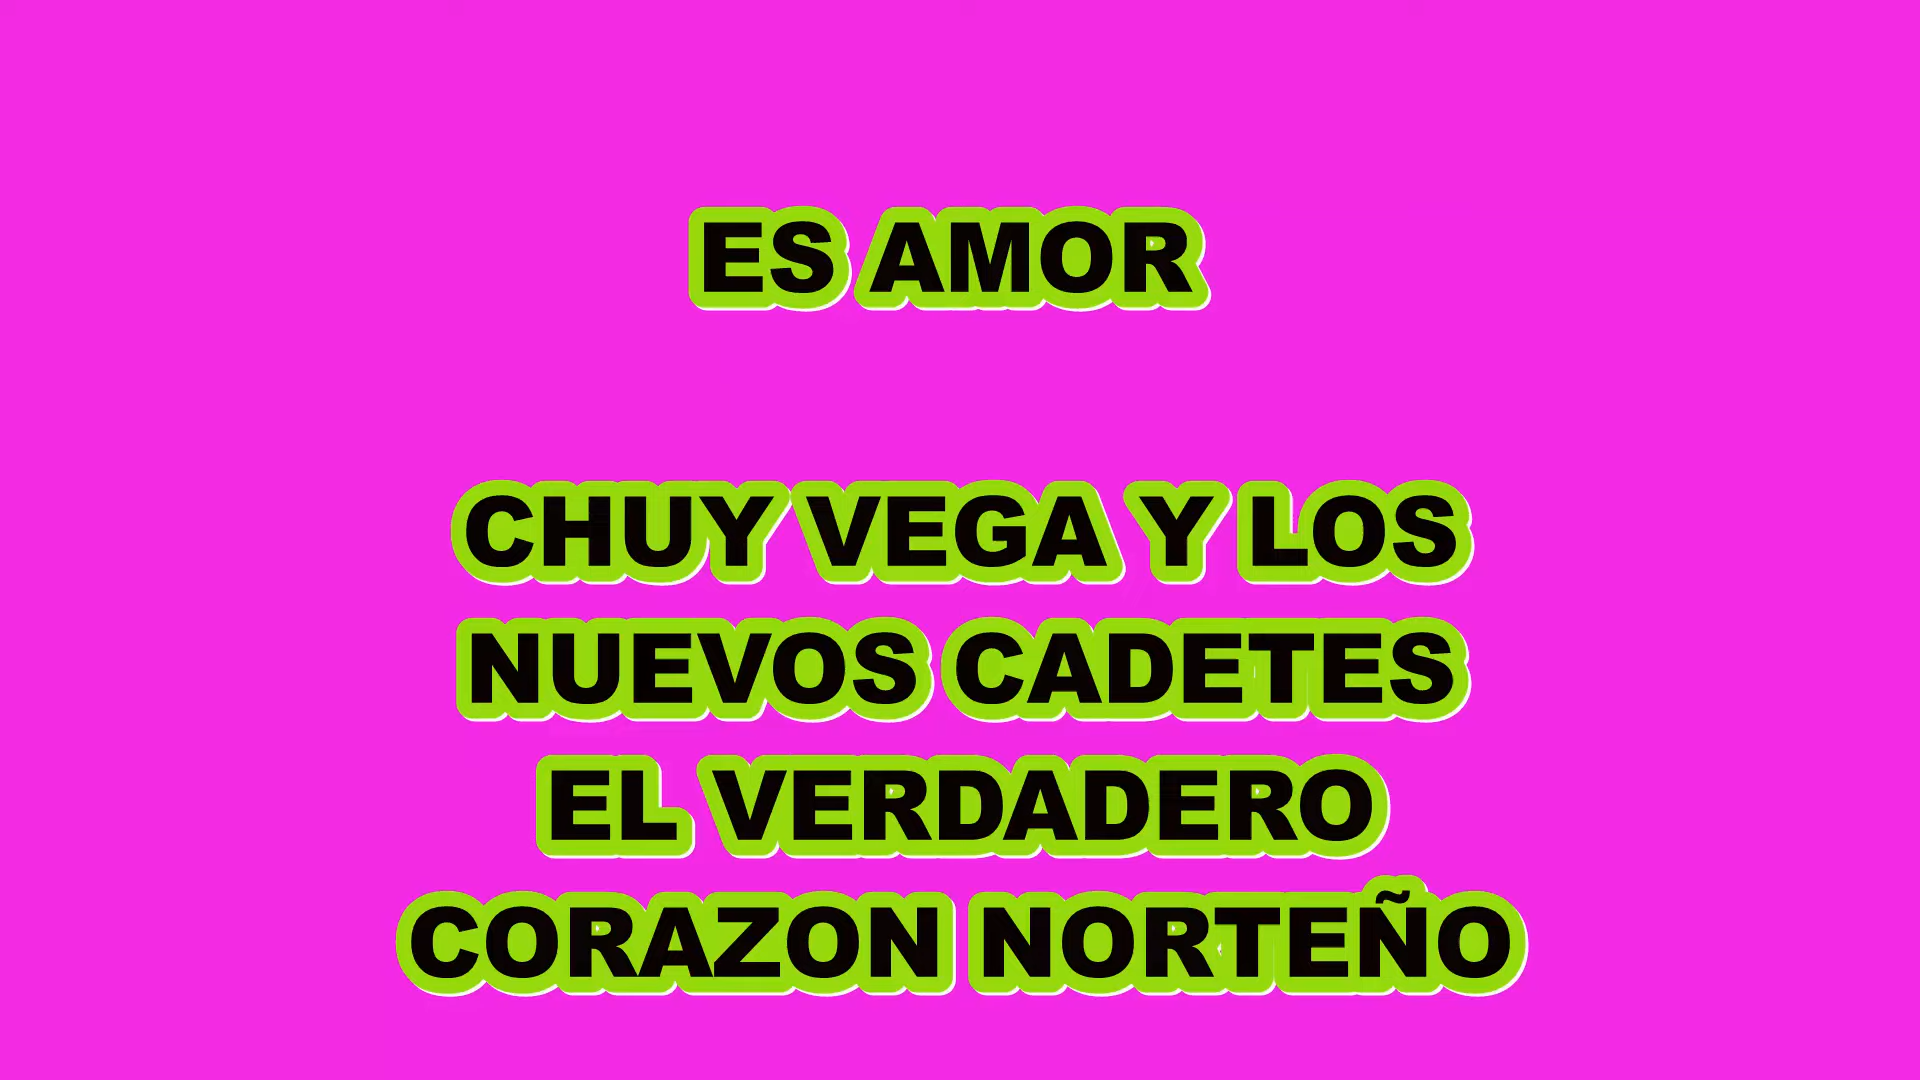 ES AMOR
CHUY VEGA Y LOS
NUEVOS CADETES
EL VERDADERO
CORAZON NORTEÑO